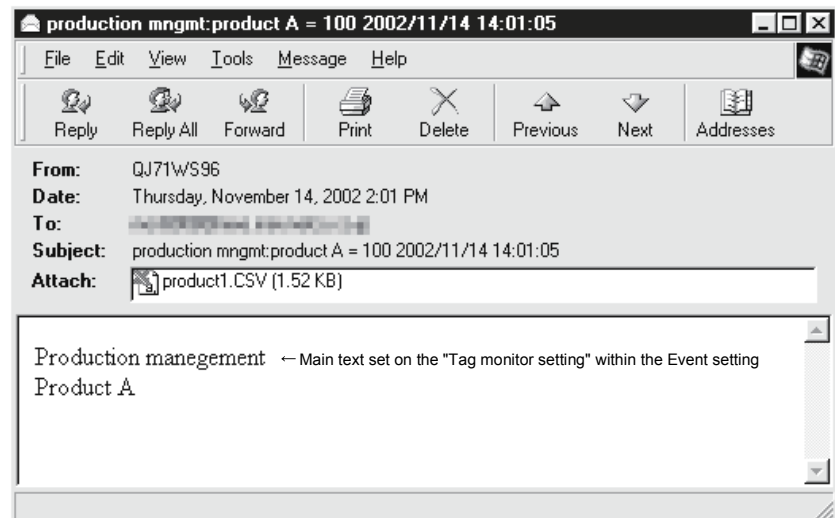 production mngmt:product A = 100 2002/11/14 14:01:05
File Edit View Tools Message Help
Reply Reply All Forward Print Delete Previous Next Addresses
From: QJ71WS96
Date: Thursday, November 14, 2002 2:01 PM
To:
Subject: production mngmt:product A = 100 2002/11/14 14:01:05
Attach: product1.CSV (1.52 KB)
Production manegement ←Main text set on the "Tag monitor setting" within the Event setting
Product A